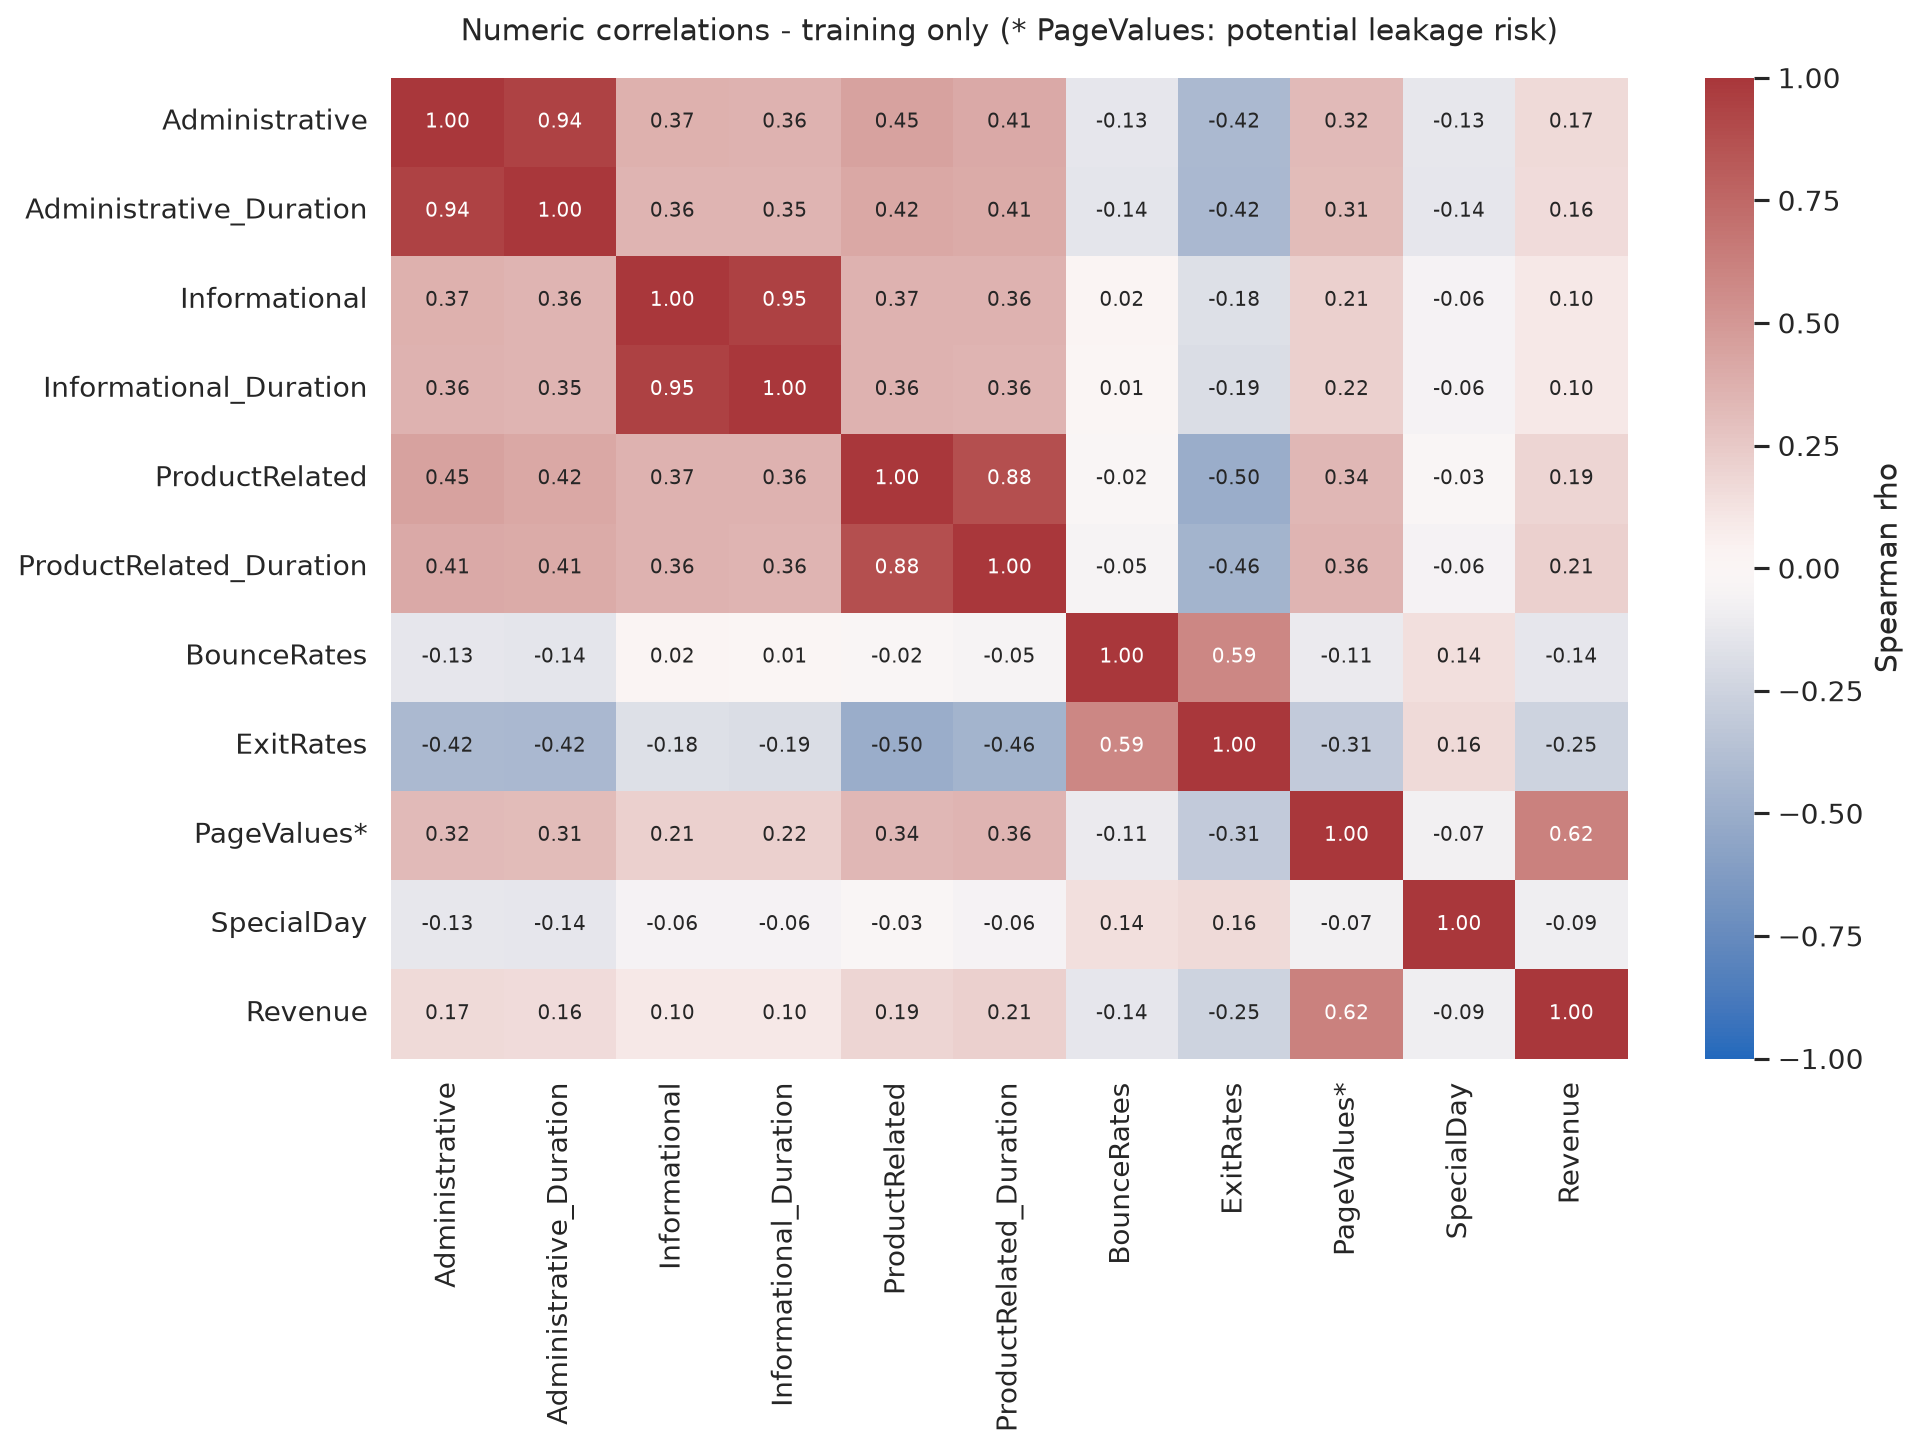 Numeric correlations - training only (* PageValues: potential leakage risk)
Administrative 1.00 0.94 0.37 0.36 0.45 0.41 -0.13 -0.42 0.32 -0.13 0.17
Administrative_Duration 0.94 1.00 0.36 0.35 0.42 0.41 -0.14 -0.42 0.31 -0.14 0.16
Informational 0.37 0.36 1.00 0.95 0.37 0.36 0.02 -0.18 0.21 -0.06 0.10
Informational_Duration 0.36 0.35 0.95 1.00 0.36 0.36 0.01 -0.19 0.22 -0.06 0.10
ProductRelated 0.45 0.42 0.37 0.36 1.00 0.88 -0.02 -0.50 0.34 -0.03 0.19
ProductRelated_Duration 0.41 0.41 0.36 0.36 0.88 1.00 -0.05 -0.46 0.36 -0.06 0.21
BounceRates -0.13 -0.14 0.02 0.01 -0.02 -0.05 1.00 0.59 -0.11 0.14 -0.14
ExitRates -0.42 -0.42 -0.18 -0.19 -0.50 -0.46 0.59 1.00 -0.31 0.16 -0.25
PageValues* 0.32 0.31 0.21 0.22 0.34 0.36 -0.11 -0.31 1.00 -0.07 0.62
SpecialDay -0.13 -0.14 -0.06 -0.06 -0.03 -0.06 0.14 0.16 -0.07 1.00 -0.09
Revenue 0.17 0.16 0.10 0.10 0.19 0.21 -0.14 -0.25 0.62 -0.09 1.00
Administrative
Administrative_Duration
Informational
Informational_Duration
ProductRelated
ProductRelated_Duration
BounceRates
ExitRates
PageValues*
SpecialDay
Revenue
1.00
0.75
0.50
0.25
0.00
−0.25
−0.50
−0.75
−1.00
Spearman rho